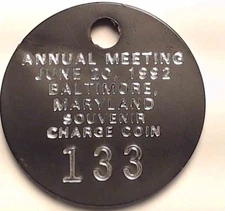 ANNUAL MEETING
JUNE 20, 1992
BALTIMORE,
MARYLAND
SOUVENIR
CHARGE COIN
133